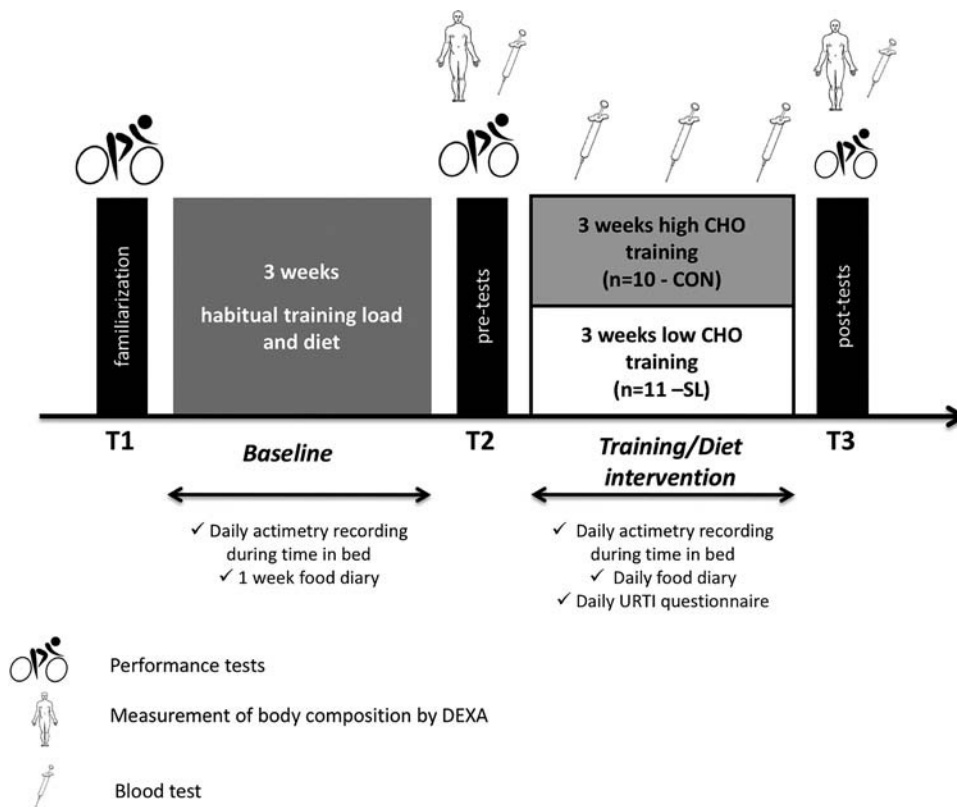 familiarization
3 weeks
habitual training load
and diet
pre-tests
3 weeks high CHO
training
(n=10 - CON)
3 weeks low CHO
training
(n=11 –SL)
post-tests
T1
Baseline
T2
Training/Diet
intervention
T3
✓ Daily actimetry recording
during time in bed
✓ 1 week food diary
✓ Daily actimetry recording
during time in bed
✓ Daily food diary
✓ Daily URTI questionnaire
Performance tests
Measurement of body composition by DEXA
Blood test